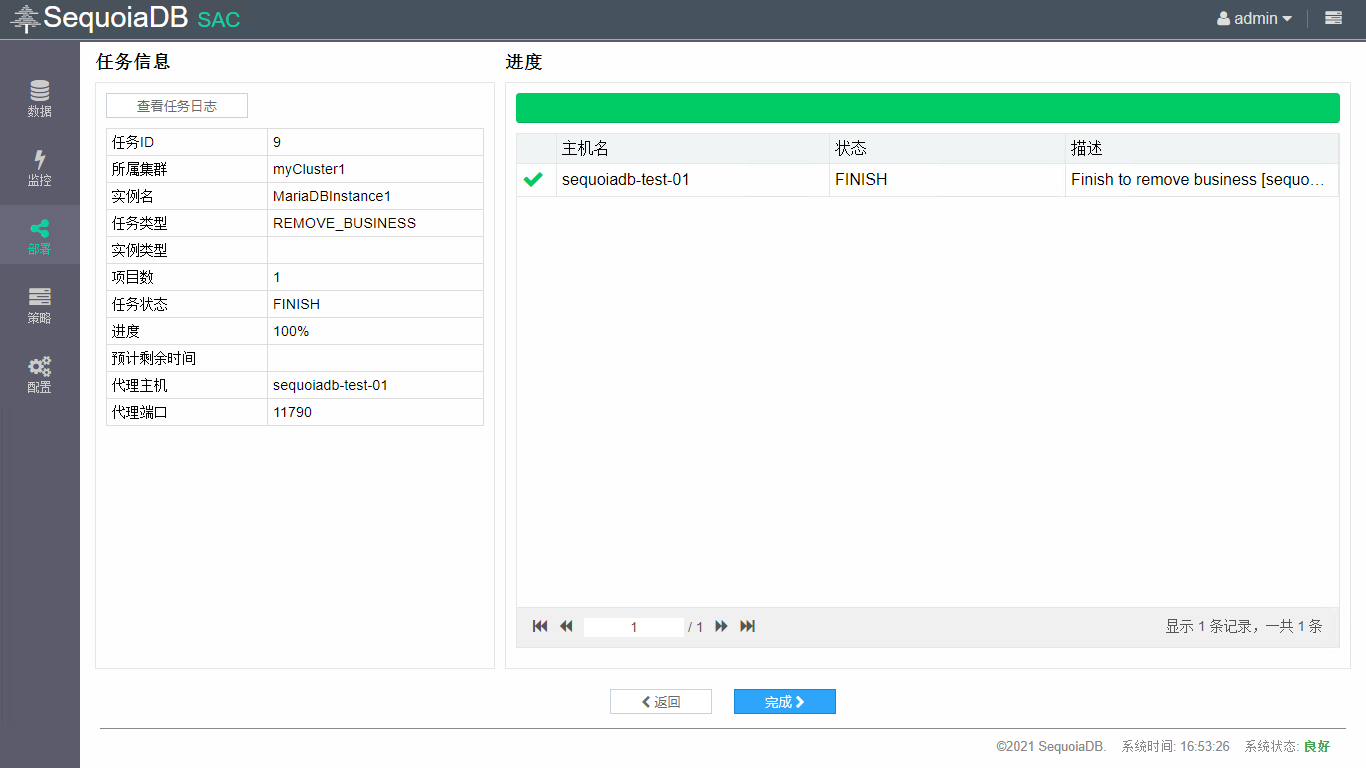 SequoiaDB SAC
admin
数据
监控
部署
策略
配置
任务信息
查看任务日志
任务ID 9
所属集群 myCluster1
实例名 MariaDBInstance1
任务类型 REMOVE_BUSINESS
实例类型
项目数 1
任务状态 FINISH
进度 100%
预计剩余时间
代理主机 sequoiadb-test-01
代理端口 11790
进度
主机名 状态 描述
sequoiadb-test-01 FINISH Finish to remove business [sequo…
1 / 1
显示 1 条记录，一共 1 条
返回
完成
©2021 SequoiaDB. 系统时间: 16:53:26 系统状态: 良好